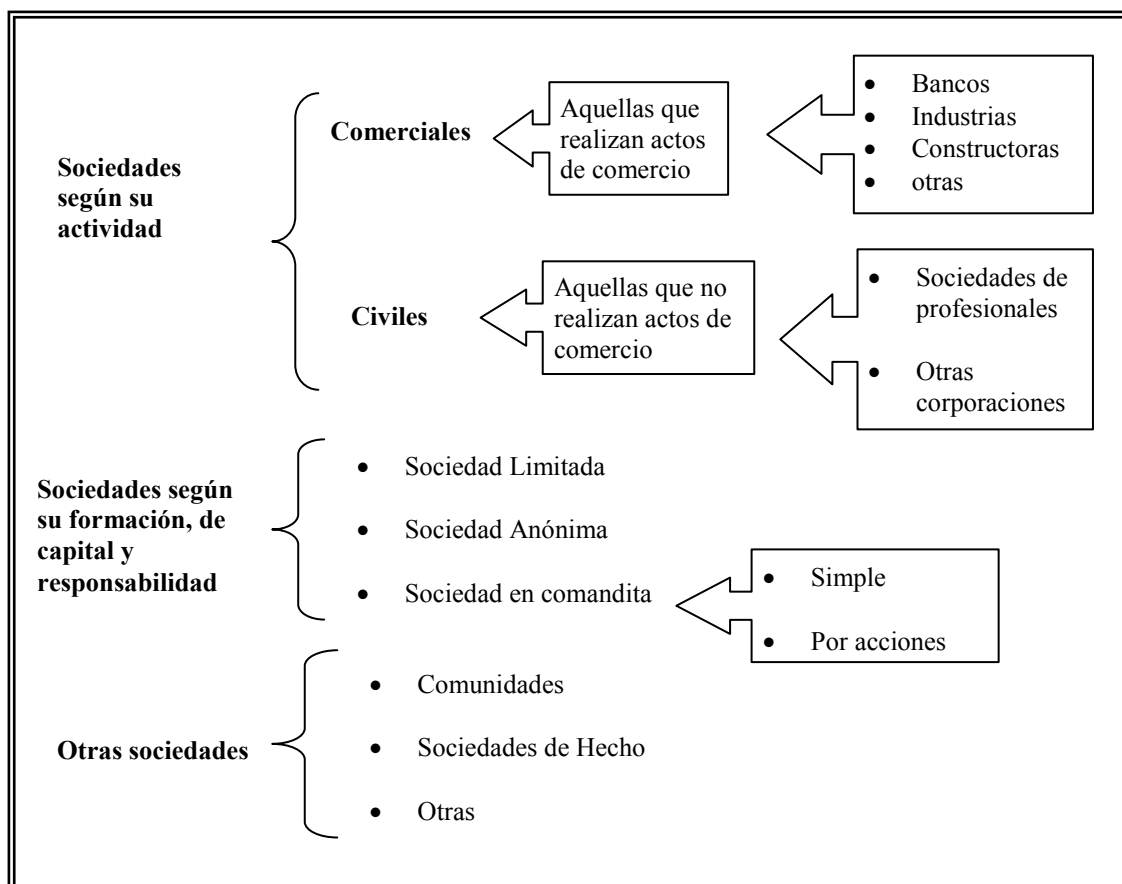 Sociedades
según su
actividad
Comerciales
Aquellas que
realizan actos
de comercio
• Bancos
• Industrias
• Constructoras
• otras
Civiles
Aquellas que no
realizan actos de
comercio
• Sociedades de
profesionales
• Otras
corporaciones
Sociedades según
su formación, de
capital y
responsabilidad
• Sociedad Limitada
• Sociedad Anónima
• Sociedad en comandita
• Simple
• Por acciones
Otras sociedades
• Comunidades
• Sociedades de Hecho
• Otras